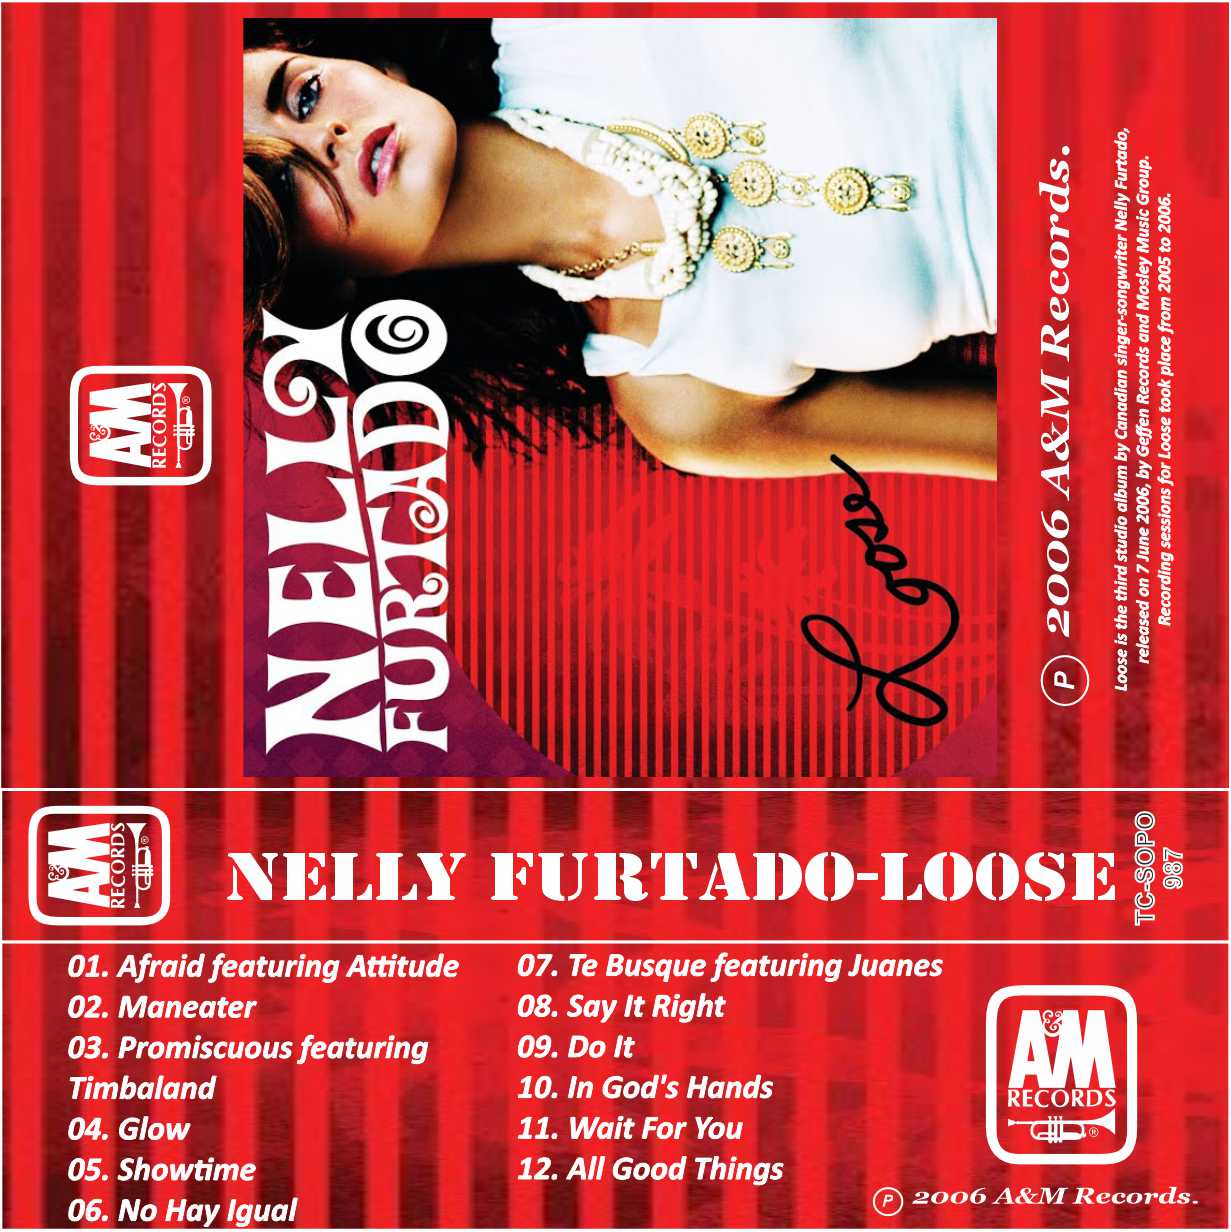 NELLY
FURTADO
Loose
A&M
RECORDS
®
Ⓟ 2006 A&M Records.
Loose is the third studio album by Canadian singer-songwriter Nelly Furtado,
released on 7 June 2006, by Geffen Records and Mosley Music Group.
Recording sessions for Loose took place from 2005 to 2006.
A&M
RECORDS
®
NELLY FURTADO-LOOSE
TC-SOPO
987
01. Afraid featuring Attitude
02. Maneater
03. Promiscuous featuring
Timbaland
04. Glow
05. Showtime
06. No Hay Igual
07. Te Busque featuring Juanes
08. Say It Right
09. Do It
10. In God's Hands
11. Wait For You
12. All Good Things
A&M
RECORDS
®
Ⓟ 2006 A&M Records.